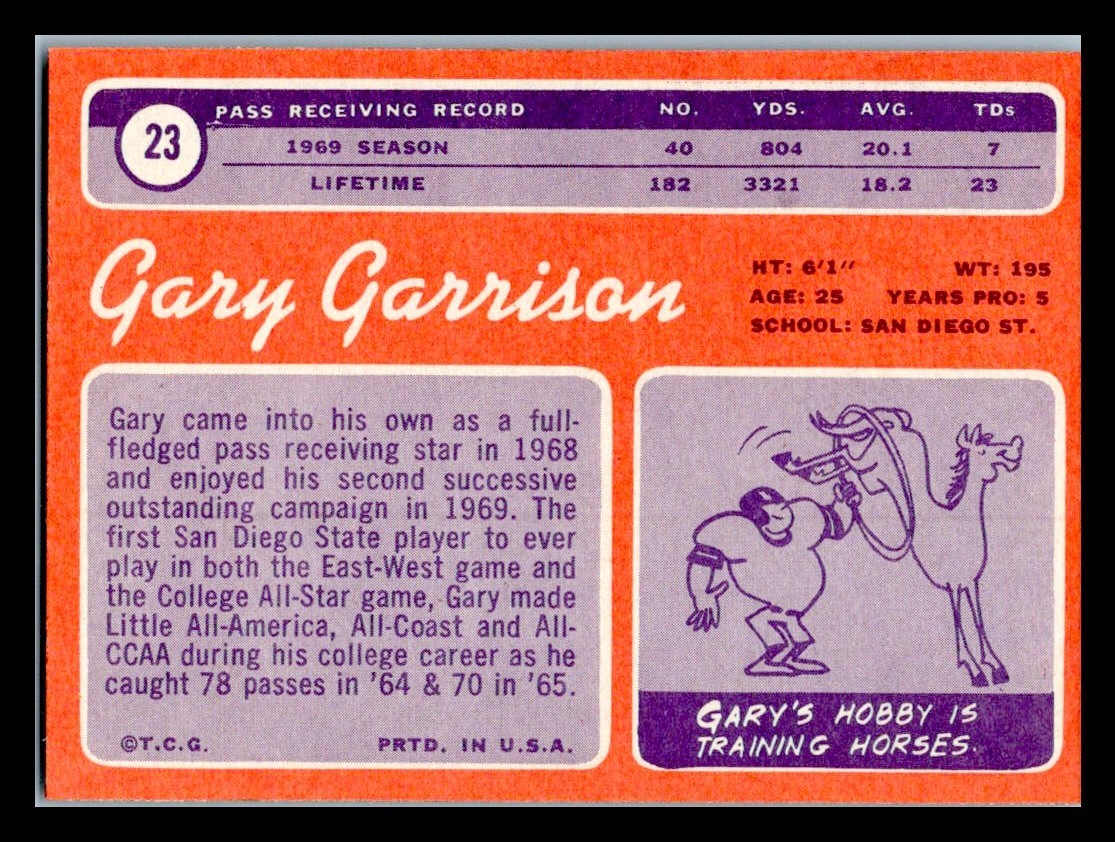 23
PASS RECEIVING RECORD NO. YDS. AVG. TDs
1969 SEASON 40 804 20.1 7
LIFETIME 182 3321 18.2 23
Gary Garrison
HT: 6'1" WT: 195
AGE: 25 YEARS PRO: 5
SCHOOL: SAN DIEGO ST.
Gary came into his own as a full-
fledged pass receiving star in 1968
and enjoyed his second successive
outstanding campaign in 1969. The
first San Diego State player to ever
play in both the East-West game and
the College All-Star game, Gary made
Little All-America, All-Coast and All-
CCAA during his college career as he
caught 78 passes in '64 & 70 in '65.
©T.C.G. PRTD. IN U.S.A.
GARY'S HOBBY IS
TRAINING HORSES.